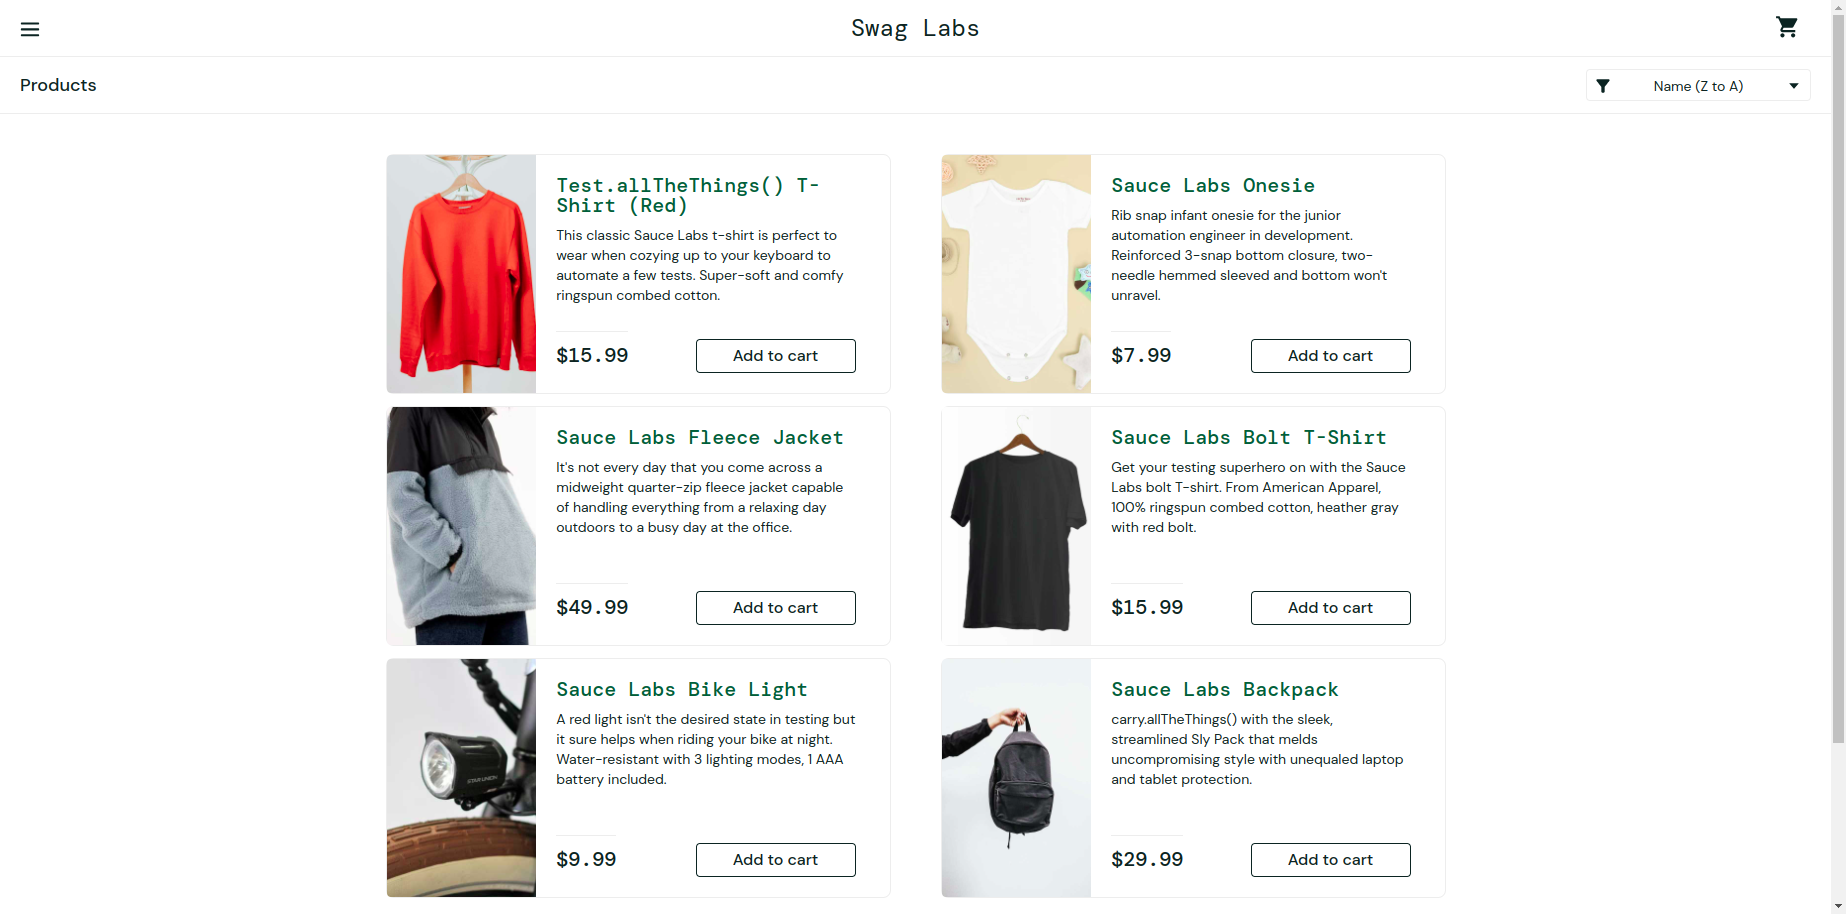 Swag Labs
Products
Name (Z to A)
Test.allTheThings() T-
Shirt (Red)
This classic Sauce Labs t-shirt is perfect to
wear when cozying up to your keyboard to
automate a few tests. Super-soft and comfy
ringspun combed cotton.
$15.99
Add to cart
Sauce Labs Onesie
Rib snap infant onesie for the junior
automation engineer in development.
Reinforced 3-snap bottom closure, two-
needle hemmed sleeved and bottom won't
unravel.
$7.99
Add to cart
Sauce Labs Fleece Jacket
It's not every day that you come across a
midweight quarter-zip fleece jacket capable
of handling everything from a relaxing day
outdoors to a busy day at the office.
$49.99
Add to cart
Sauce Labs Bolt T-Shirt
Get your testing superhero on with the Sauce
Labs bolt T-shirt. From American Apparel,
100% ringspun combed cotton, heather gray
with red bolt.
$15.99
Add to cart
Sauce Labs Bike Light
A red light isn't the desired state in testing but
it sure helps when riding your bike at night.
Water-resistant with 3 lighting modes, 1 AAA
battery included.
$9.99
Add to cart
Sauce Labs Backpack
carry.allTheThings() with the sleek,
streamlined Sly Pack that melds
uncompromising style with unequaled laptop
and tablet protection.
$29.99
Add to cart